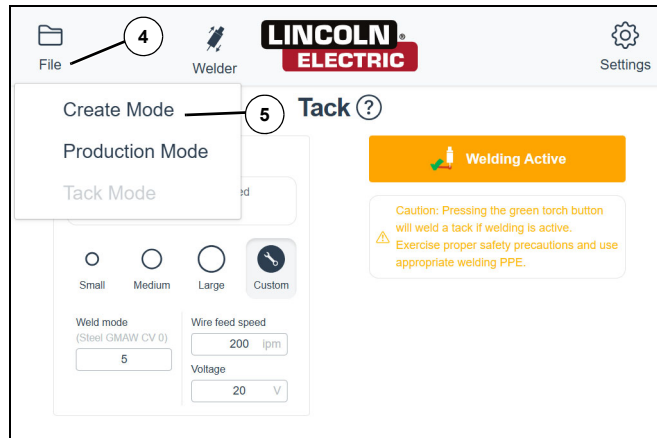 File
4
Welder
LINCOLN ®
ELECTRIC
Settings
Create Mode
5
Production Mode
Tack Mode
Tack ?
ed
Welding Active
Caution: Pressing the green torch button
will weld a tack if welding is active.
Exercise proper safety precautions and use
appropriate welding PPE.
Small
Medium
Large
Custom
Weld mode
(Steel GMAW CV 0)
5
Wire feed speed
200 ipm
Voltage
20 V